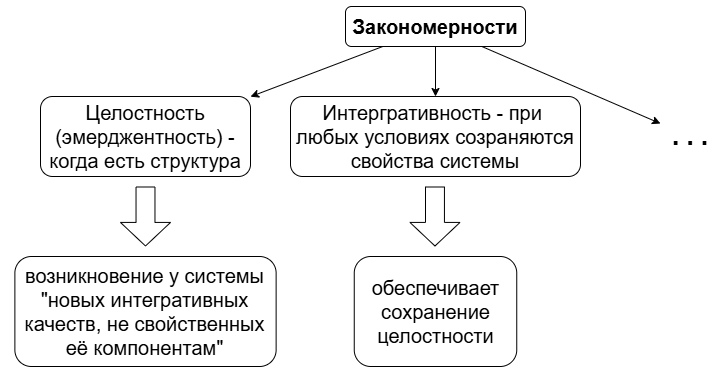 Закономерности
Целостность
(эмерджентность) -
когда есть структура
Интергративность - при
любых условиях созраняются
свойства системы
...
возникновение у системы
"новых интегративных
качеств, не свойственных
её компонентам"
обеспечивает
сохранение
целостности